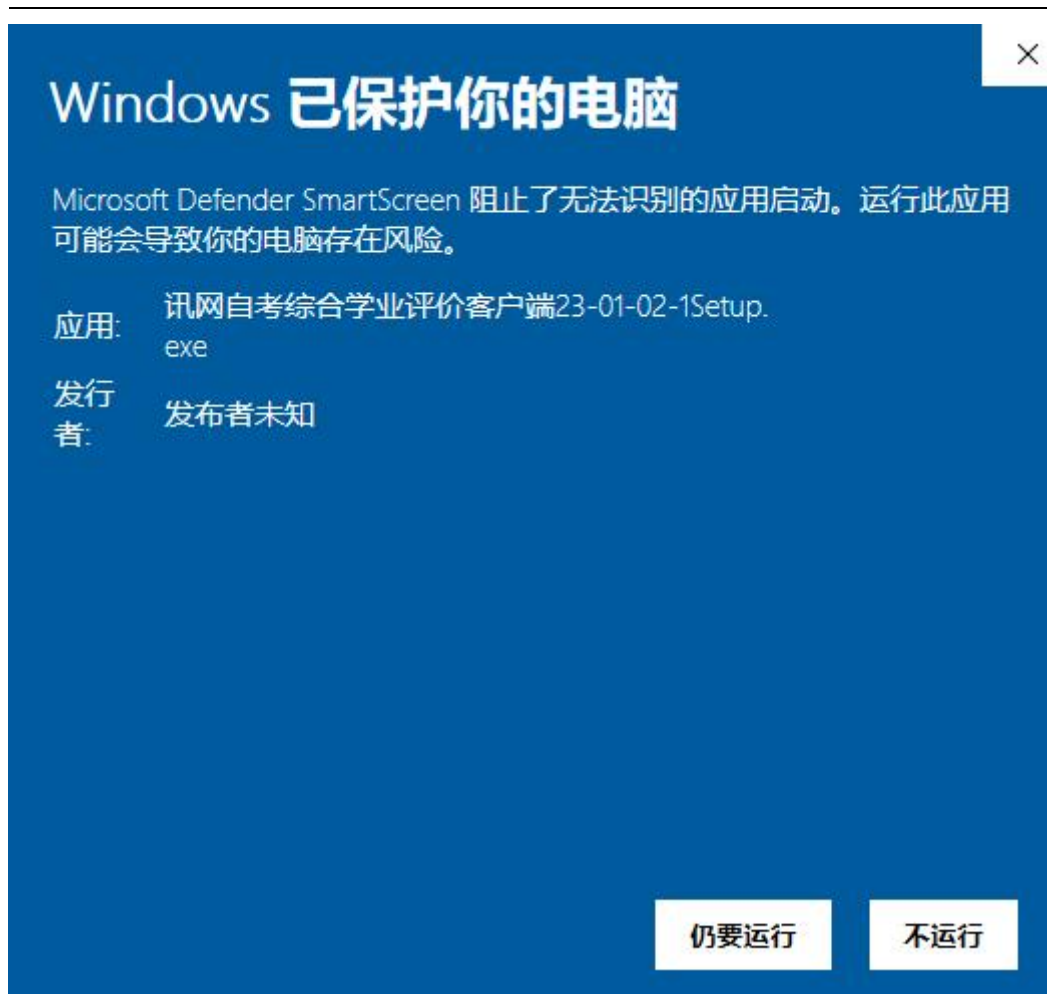 Windows 已保护你的电脑
Microsoft Defender SmartScreen 阻止了无法识别的应用启动。运行此应用
可能会导致你的电脑存在风险。
应用:
讯网自考综合学业评价客户端23-01-02-1Setup.
exe
发行
者:
发布者未知
仍要运行
不运行